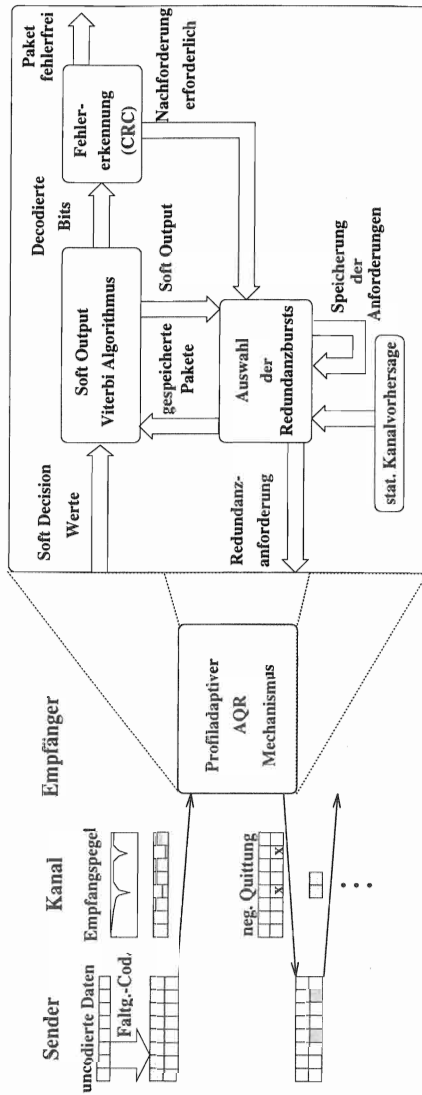 Sender
Kanal
Empfänger
uncodierte Daten
Faltg.-Cod.
Empfangspegel
neg. Quittung
x
x
Profiladaptiver
AQR
Mechanismus
Soft Decision
Werte
Soft Output
Viterbi Algorithmus
Decodierte
Bits
Fehler-
erkennung
(CRC)
Paket
fehlerfrei
Nachforderung
erforderlich
gespeicherte
Pakete
Soft Output
Auswahl
der
Redundanzbursts
Redundanz-
anforderung
Speicherung
der
Anforderungen
stat. Kanalvorhersage